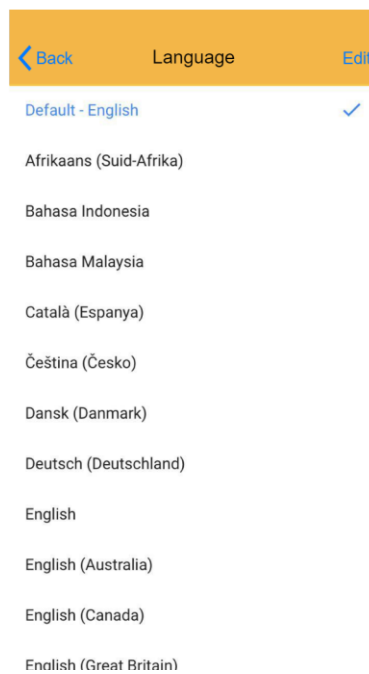 Back Language Edit
Default - English
Afrikaans (Suid-Afrika)
Bahasa Indonesia
Bahasa Malaysia
Català (Espanya)
Čeština (Česko)
Dansk (Danmark)
Deutsch (Deutschland)
English
English (Australia)
English (Canada)
English (Great Britain)